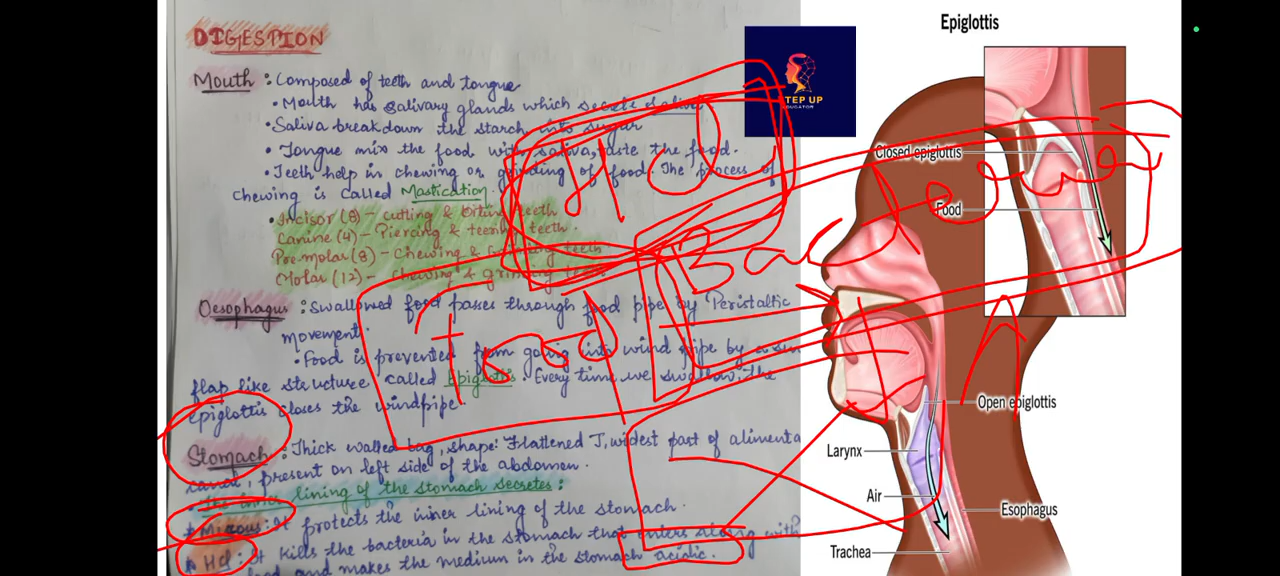 DIGESTION
Mouth : Composed of teeth and tongue
• Mouth has salivary glands which secrete saliva
• Saliva breakdown the starch into sugar
• Tongue mix the food with saliva, taste the food.
• Teeth help in chewing or grinding of food. The process of
chewing is called Mastication.
• Incisor (8) - cutting & biting teeth
Canine (4) - Piercing & tearing teeth.
Pre-molar (8) - Chewing & grinding teeth
Molar (12) - chewing & grinding teeth
Oesophagus : Swallowed food passes through food pipe by Peristaltic
movement.
• Food is prevented from going into wind pipe by a
flap like structure called Epiglottis. Every time we swallow, the
epiglottis closes the windpipe
Stomach : Thick walled bag, shape: Flattened J, widest part of
canal, present on left side of the abdomen.
• The inner lining of the stomach secretes :
* Mucous : It protects the inner lining of the stomach.
* HCl : It kills the bacteria in the stomach that enters along with
food and makes the medium in the stomach acidic.
Hcl
Bacteria
Food
STEP UP
EDUCATOR
Epiglottis
Closed epiglottis
Food
Open epiglottis
Larynx
Air
Esophagus
Trachea